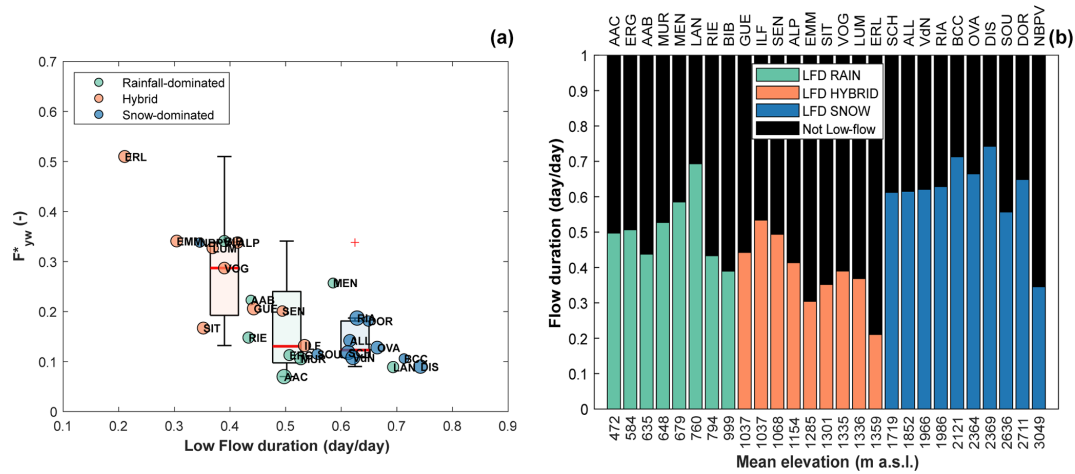 (a)
0.7
0.6
0.5
0.4
0.3
0.2
0.1
0
F*yw (-)
Rainfall-dominated
Hybrid
Snow-dominated
ERL
EMM
ALP
LUM
VOG
MEN
AAB
GUE
SEN
SIT
RIE
RIA
DOR
ALL
ILF
OVA
ERG
MUR
SOU
VdN
BCC
LAN
DIS
AAC
0.1 0.2 0.3 0.4 0.5 0.6 0.7 0.8 0.9
Low Flow duration (day/day)
AAC ERG AAB MUR MEN LAN RIE BIB GUE ILF SEN ALP EMM SIT VOG LUM ERL SCH ALL VdN RIA BCC OVA DIS SOU DOR NBPV
(b)
1
0.9
0.8
0.7
0.6
0.5
0.4
0.3
0.2
0.1
0
Flow duration (day/day)
LFD RAIN
LFD HYBRID
LFD SNOW
Not Low-flow
472 584 635 648 679 760 794 999 1037 1037 1068 1154 1285 1301 1335 1336 1359 1719 1852 1966 1986 2121 2364 2369 2636 2711 3049
Mean elevation (m a.s.l.)